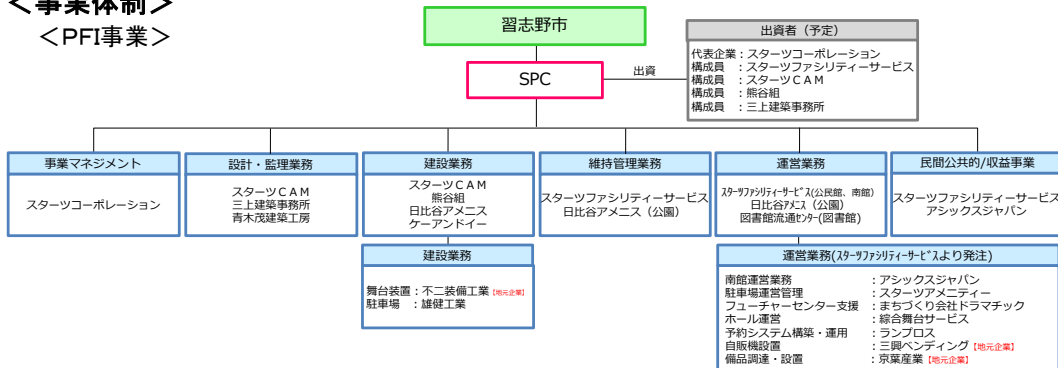 ＜事業体制＞
＜PFI事業＞
習志野市
SPC
出資
出資者（予定）
代表企業：スターツコーポレーション
構成員　：スターツファシリティーサービス
構成員　：スターツＣＡＭ
構成員　：熊谷組
構成員　：三上建築事務所
事業マネジメント
スターツコーポレーション
設計・監理業務
スターツＣＡＭ
三上建築事務所
青木茂建築工房
建設業務
スターツＣＡＭ
熊谷組
日比谷アメニス
ケーアンドイー
維持管理業務
スターツファシリティーサービス
日比谷アメニス（公園）
運営業務
ｽﾀｰﾂﾌｧｼﾘﾃｨｰｻｰﾋﾞｽ(公民館、南館）
日比谷ｱﾒﾆｽ（公園）
図書館流通ｾﾝﾀｰ(図書館）
民間公共的/収益事業
スターツファシリティーサービス
アシックスジャパン
建設業務
舞台装置：不二装備工業【地元企業】
駐車場　：雄健工業
運営業務(ｽﾀｰﾂﾌｧｼﾘﾃｨｰｻｰﾋﾞｽより発注）
南館運営業務　：アシックスジャパン
駐車場運営管理　：スターツアメニティー
フューチャーセンター支援　：まちづくり会社ドラマチック
ホール運営　：綜合舞台サービス
予約システム構築・運用　：ランブロス
自販機設置　：三興ベンディング【地元企業】
備品調達・設置　：京葉産業【地元企業】